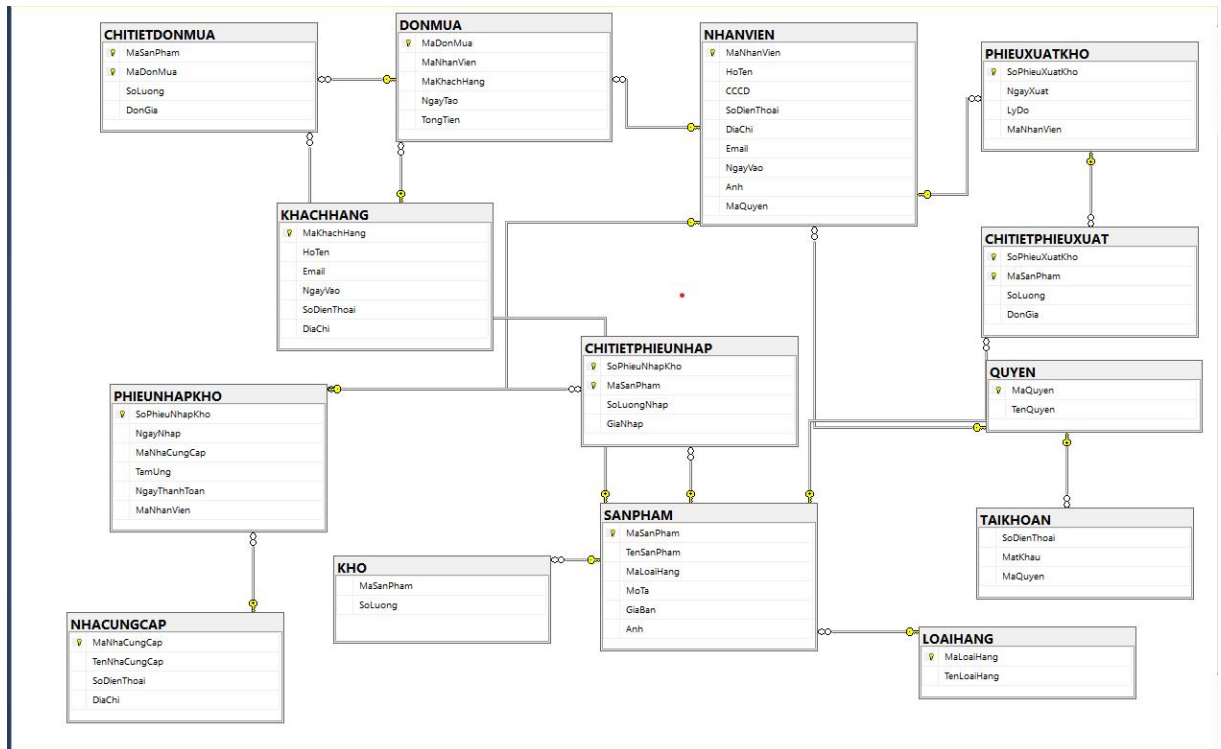 CHITIETDONMUA
MaSanPham
MaDonMua
SoLuong
DonGia
DONMUA
MaDonMua
MaNhanVien
MaKhachHang
NgayTao
TongTien
NHANVIEN
MaNhanVien
HoTen
CCCD
SoDienThoai
DiaChi
Email
NgayVao
Anh
MaQuyen
PHIEUXUATKHO
SoPhieuXuatKho
NgayXuat
LyDo
MaNhanVien
KHACHHANG
MaKhachHang
HoTen
Email
NgayVao
SoDienThoai
DiaChi
CHITIETPHIEUXUAT
SoPhieuXuatKho
MaSanPham
SoLuong
DonGia
CHITIETPHIEUNHAP
SoPhieuNhapKho
MaSanPham
SoLuongNhap
GiaNhap
QUYEN
MaQuyen
TenQuyen
PHIEUNHAPKHO
SoPhieuNhapKho
NgayNhap
MaNhaCungCap
TamUng
NgayThanhToan
MaNhanVien
SANPHAM
MaSanPham
TenSanPham
MaLoaiHang
MoTa
GiaBan
Anh
TAIKHOAN
SoDienThoai
MatKhau
MaQuyen
KHO
MaSanPham
SoLuong
NHACUNGCAP
MaNhaCungCap
TenNhaCungCap
SoDienThoai
DiaChi
LOAIHANG
MaLoaiHang
TenLoaiHang